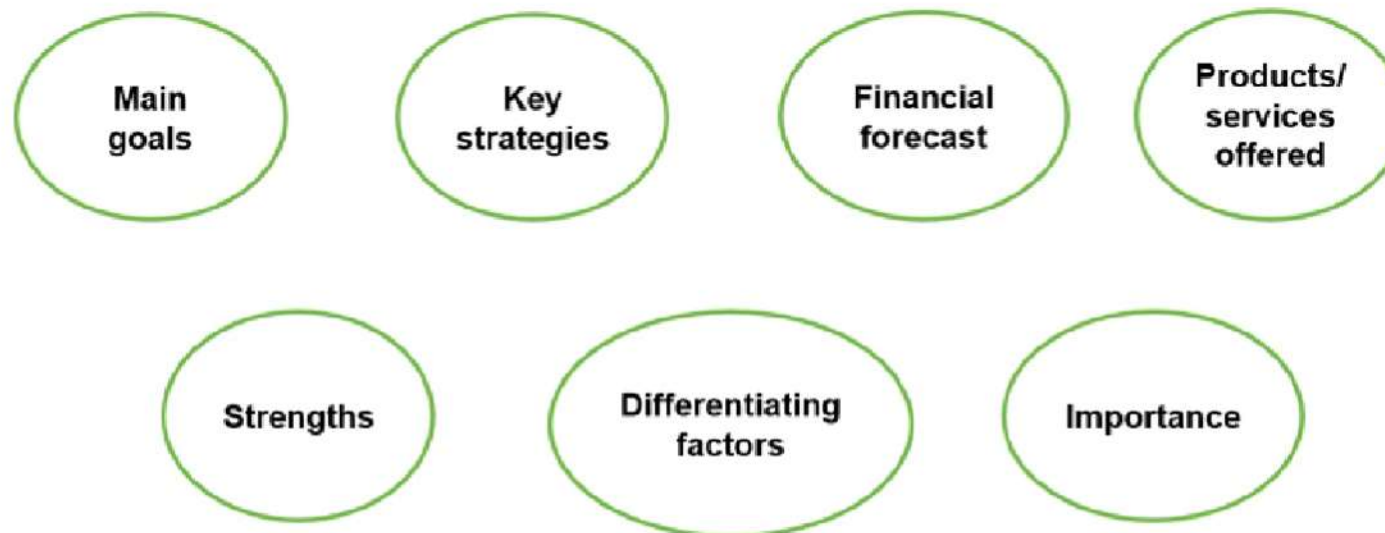 Main
goals
Key
strategies
Financial
forecast
Products/
services
offered
Strengths
Differentiating
factors
Importance